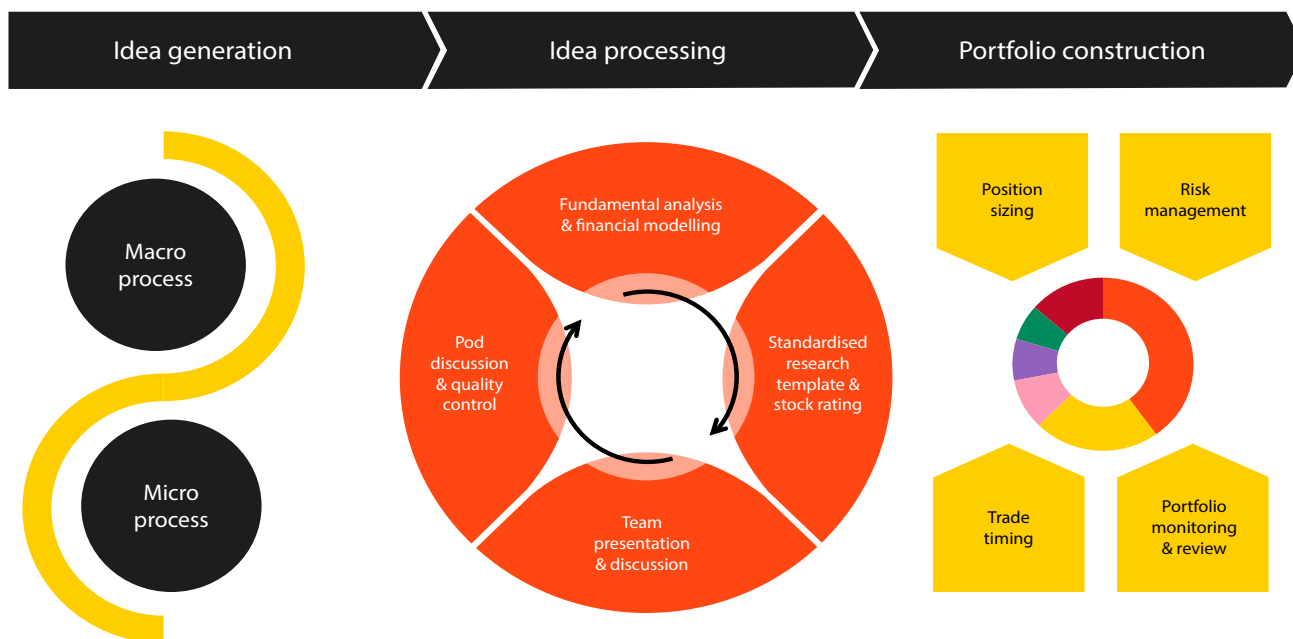 Idea generation
Idea processing
Portfolio construction
Macro
process
Micro
process
Fundamental analysis
& financial modelling
Standardised
research
template &
stock rating
Team
presentation
& discussion
Pod
discussion
& quality
control
Position
sizing
Risk
management
Trade
timing
Portfolio
monitoring
& review